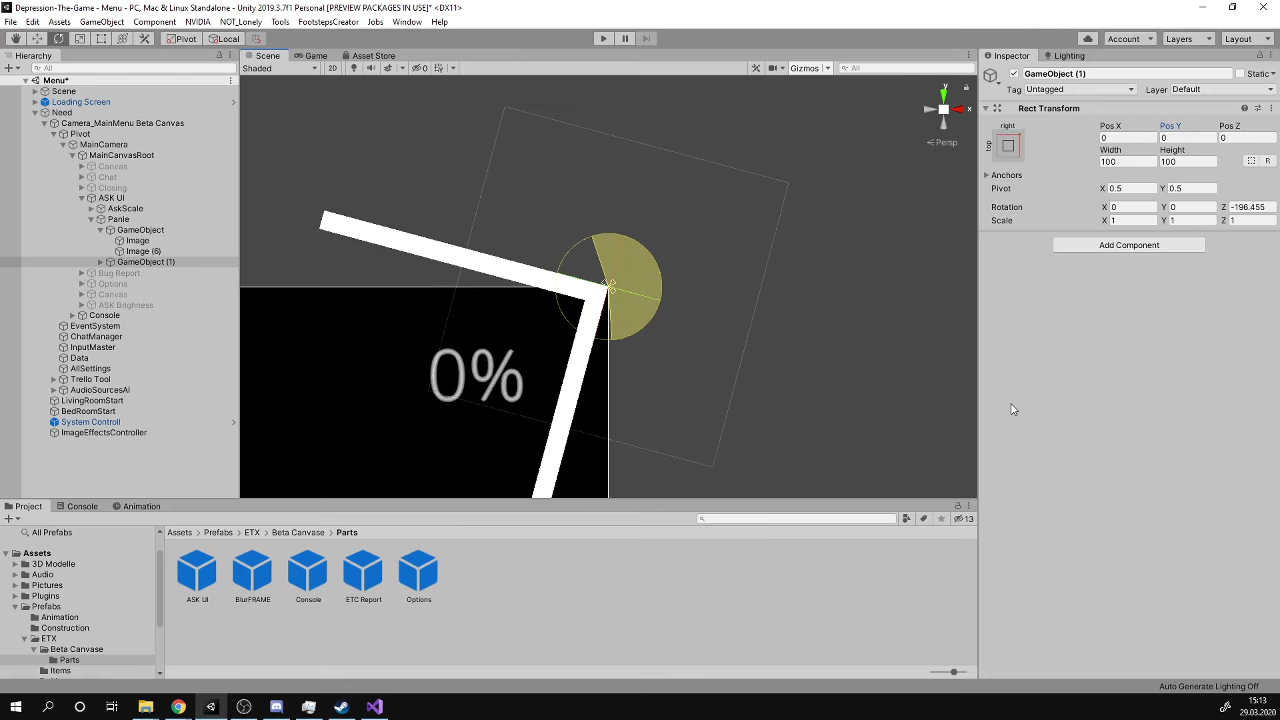 Depression-The-Game - Menu - PC, Mac & Linux Standalone - Unity 2019.3.7f1 Personal [PREVIEW PACKAGES IN USE]* <DX11>
File Edit Assets GameObject Component NVIDIA NOT_Lonely Tools FootstepsCreator Jobs Window Help
Pivot Local Account Layers Layout
Hierarchy
All
Menu*
Scene
Loading Screen
Need
Camera_MainMenu Beta Canvas
Pivot
MainCamera
MainCanvasRoot
Canvas
Chat
Closing
ASK UI
AskScale
Panle
GameObject
Image
Image (6)
GameObject (1)
Bug Report
Options
Canvas
ASK Brighness
Console
EventSystem
ChatManager
InputMaster
Data
AllSettings
Trello Tool
AudioSourcesAI
LivingRoomStart
BedRoomStart
System Controll
ImageEffectsController
Scene Game Asset Store
Shaded 2D 0 Gizmos All
y
x
Persp
0%
Inspector Lighting
GameObject (1) Static
Tag Untagged Layer Default
Rect Transform
right
top
Pos X Pos Y Pos Z
0 0 0
Width Height
100 100 R
Anchors
Pivot X 0.5 Y 0.5
Rotation X 0 Y 0 Z -196.455
Scale X 1 Y 1 Z 1
Add Component
Project Console Animation
13
All Prefabs
Assets
3D Modelle
Audio
Pictures
Plugins
Prefabs
Animation
Construction
ETX
Beta Canvase
Parts
Items
Assets Prefabs ETX Beta Canvase Parts
ASK UI BlurFRAME Console ETC Report Options
Auto Generate Lighting Off
15:13
29.03.2020